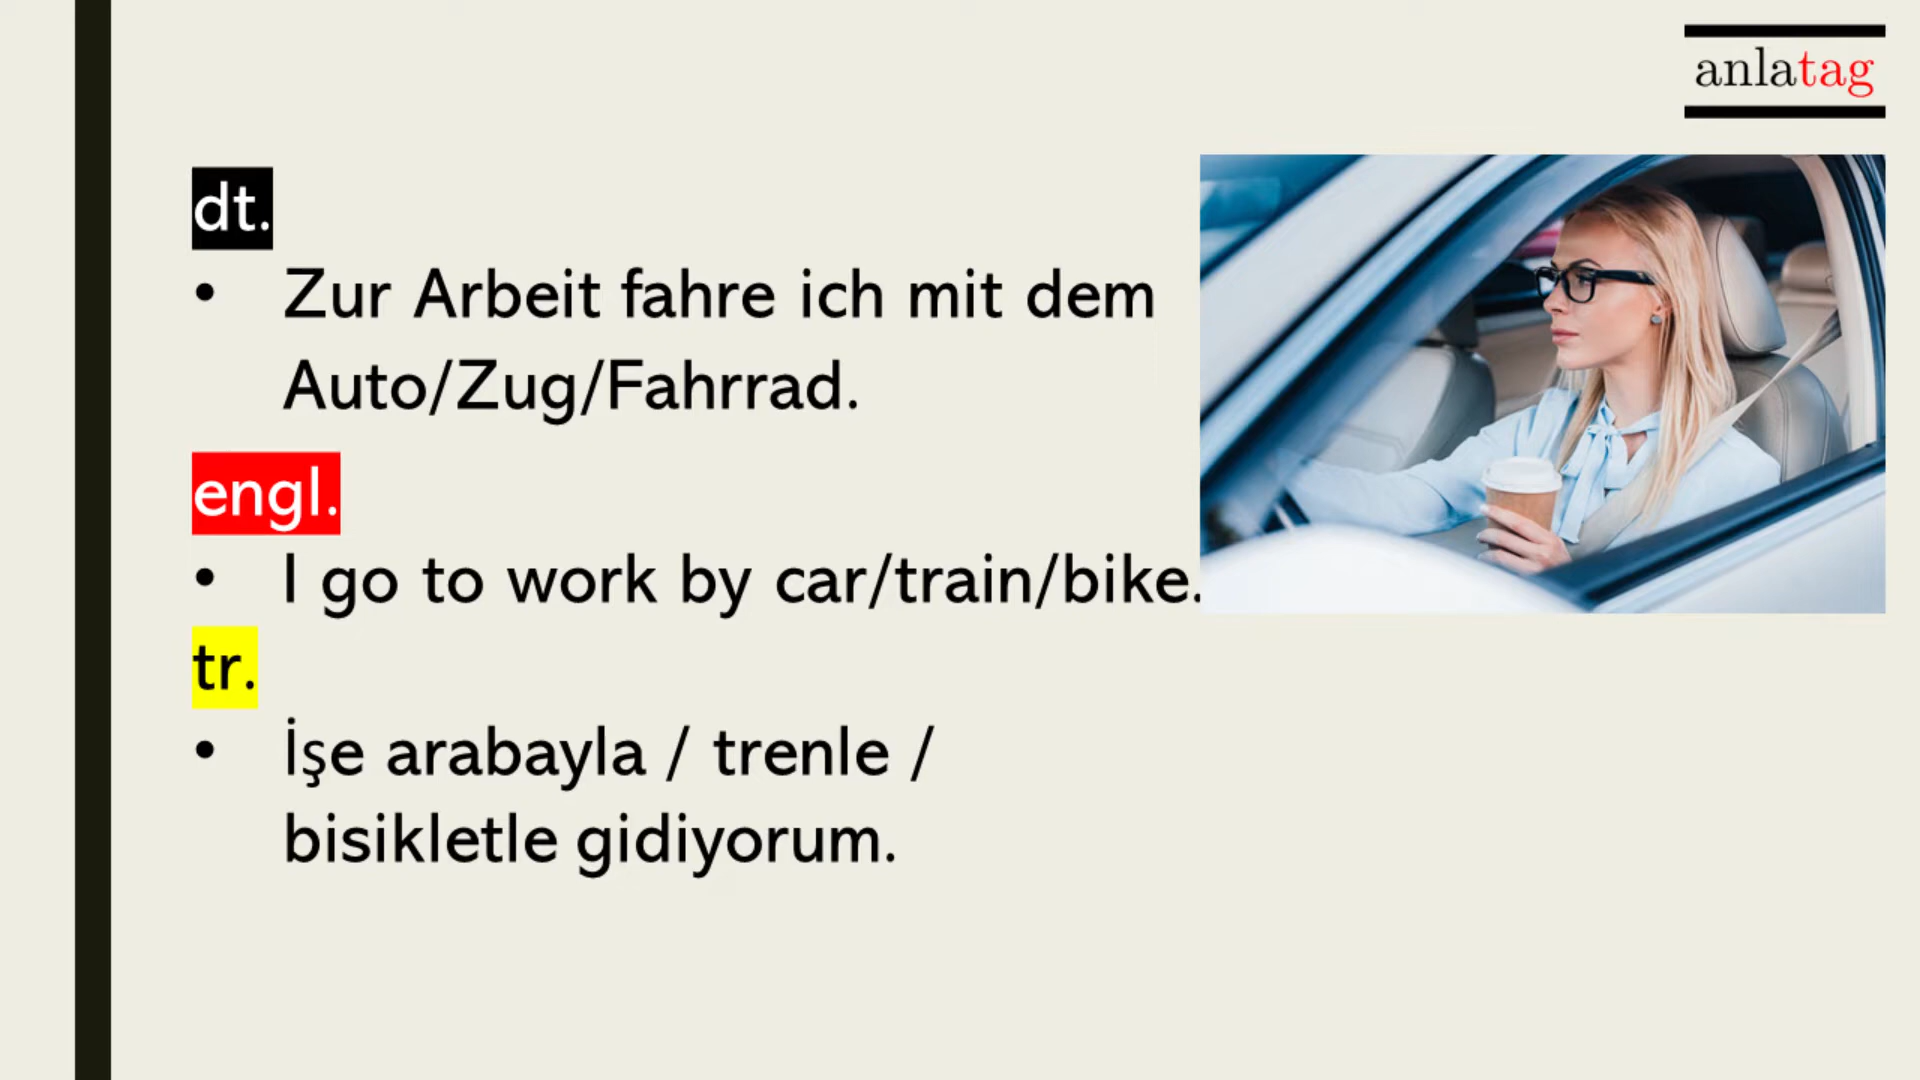 anlatag
dt.
• Zur Arbeit fahre ich mit dem
Auto/Zug/Fahrrad.
engl.
• I go to work by car/train/bike.
tr.
• İşe arabayla / trenle /
bisikletle gidiyorum.